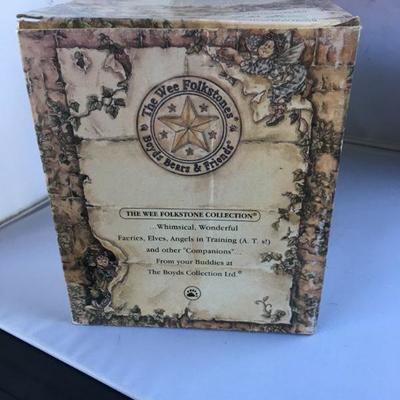 The Wee Folkstones®
Boyds Bears & Friends™
THE WEE FOLKSTONE COLLECTION®
...Whimsical, Wonderful
Faeries, Elves, Angels in Training (A. T. s!)
and other "Companions"...
From your Buddies at
The Boyds Collection Ltd.®